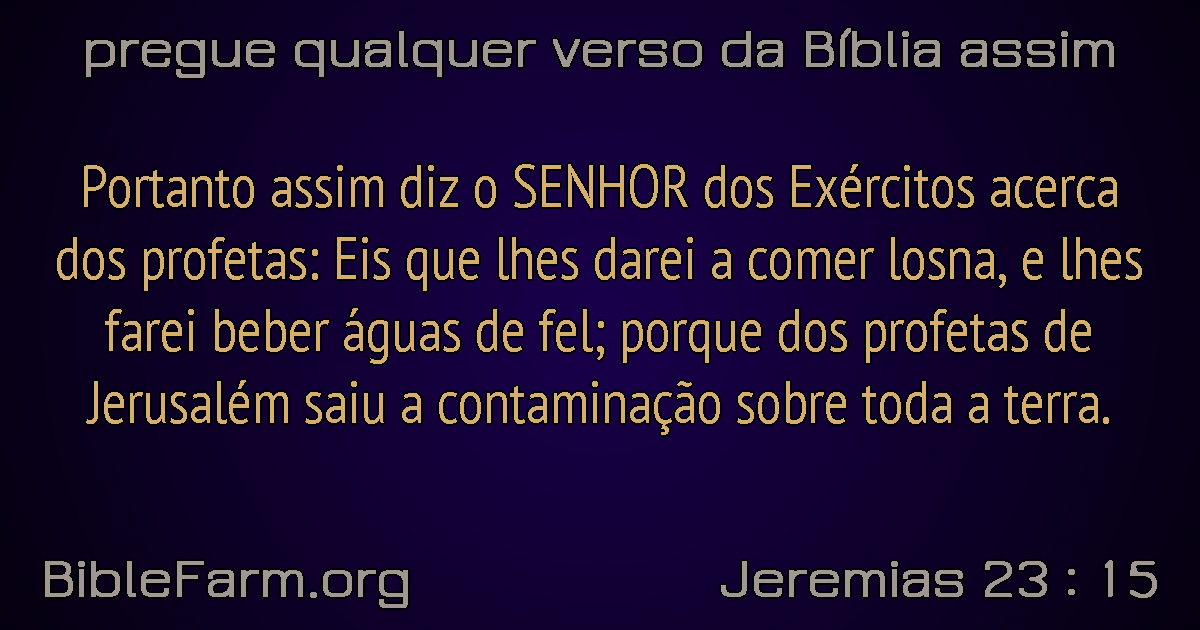 pregue qualquer verso da Bíblia assim
Portanto assim diz o SENHOR dos Exércitos acerca
dos profetas: Eis que lhes darei a comer losna, e lhes
farei beber águas de fel; porque dos profetas de
Jerusalém saiu a contaminação sobre toda a terra.
BibleFarm.org
Jeremias 23 : 15